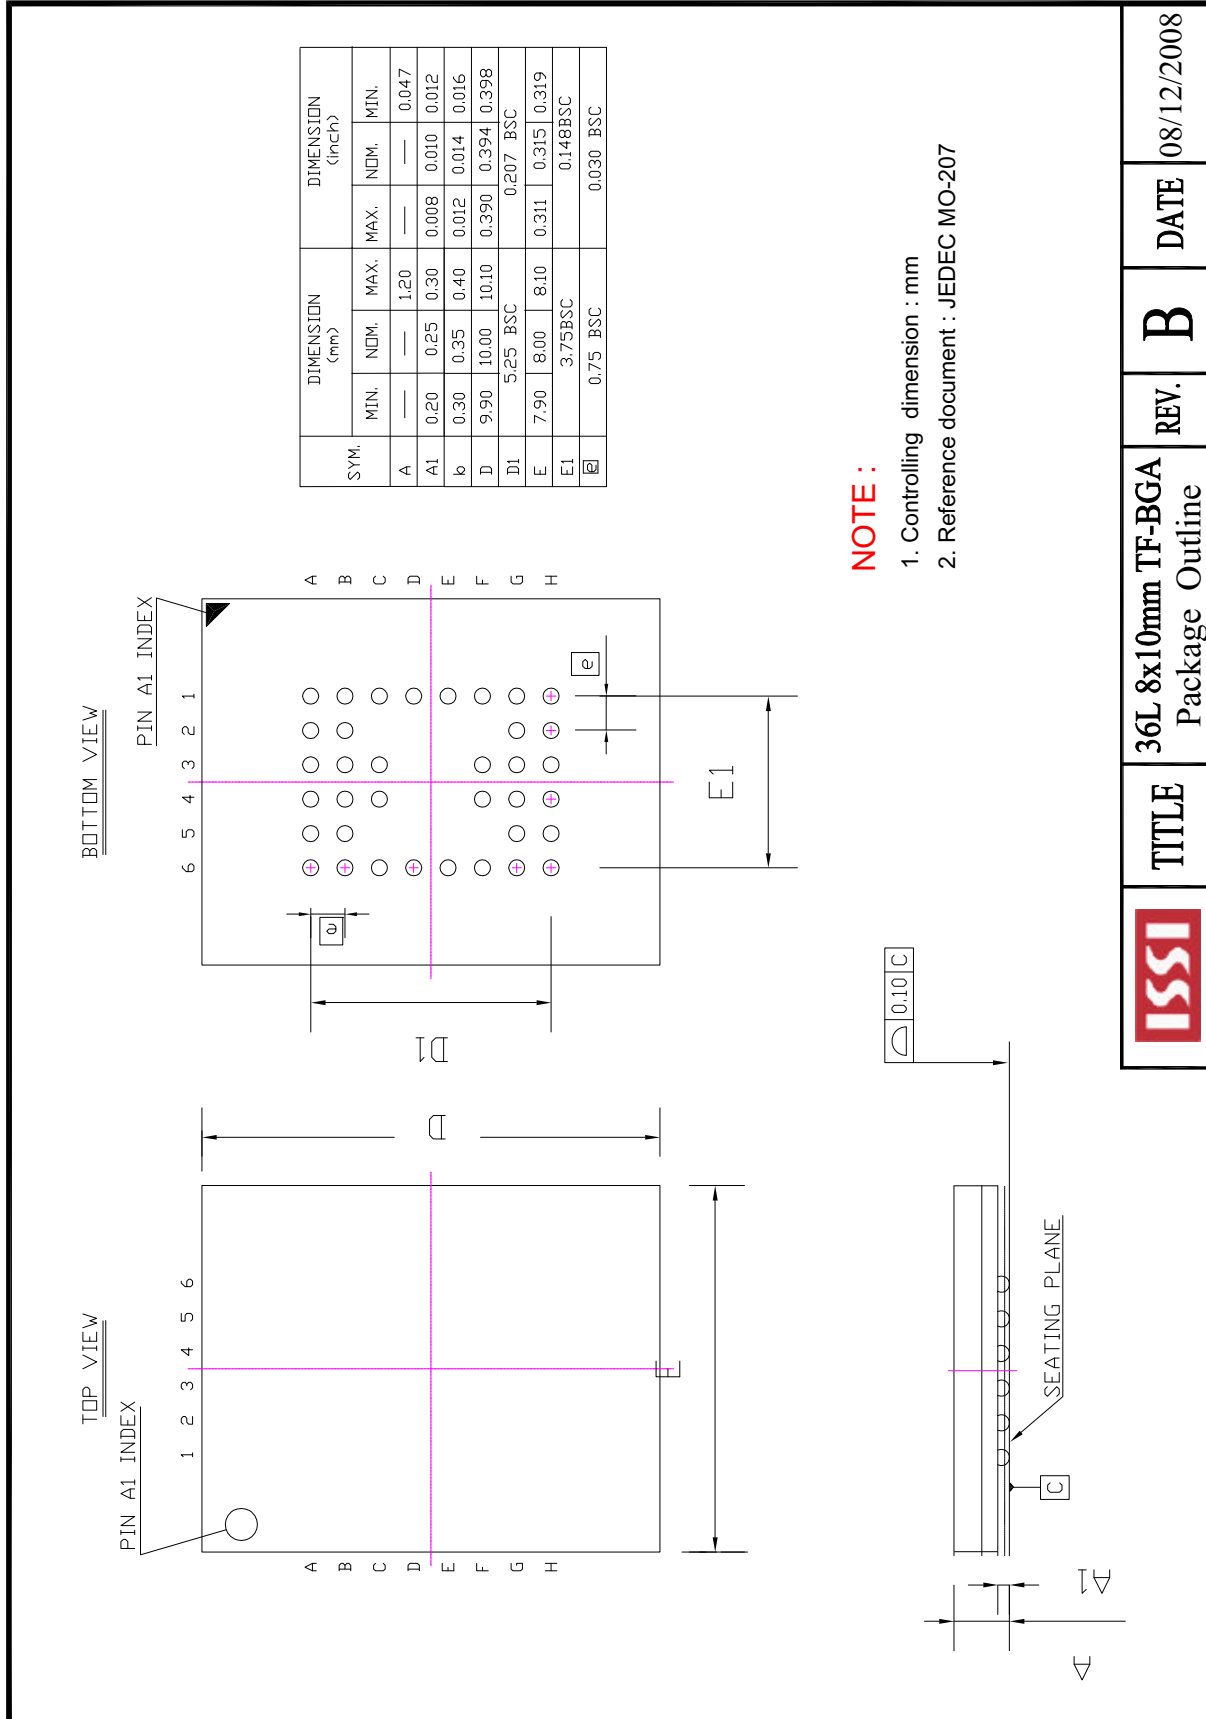 TOP VIEW
PIN A1 INDEX
1 2 3 4 5 6
A
B
C
D
E
F
G
H
D
E
BOTTOM VIEW
PIN A1 INDEX
6 5 4 3 2 1
A
B
C
D
E
F
G
H
e
D1
e
E1
SYM. DIMENSION (mm) DIMENSION (inch)
MIN. NOM. MAX. MAX. NOM. MIN.
A — — 1.20 — — 0.047
A1 0.20 0.25 0.30 0.008 0.010 0.012
b 0.30 0.35 0.40 0.012 0.014 0.016
D 9.90 10.00 10.10 0.390 0.394 0.398
D1 5.25 BSC 0.207 BSC
E 7.90 8.00 8.10 0.311 0.315 0.319
E1 3.75BSC 0.148BSC
e 0.75 BSC 0.030 BSC
A
A1
C
SEATING PLANE
0.10 C
NOTE :
1. Controlling dimension : mm
2. Reference document : JEDEC MO-207
ISSI
TITLE
36L 8x10mm TF-BGA
Package Outline
REV.
B
DATE
08/12/2008